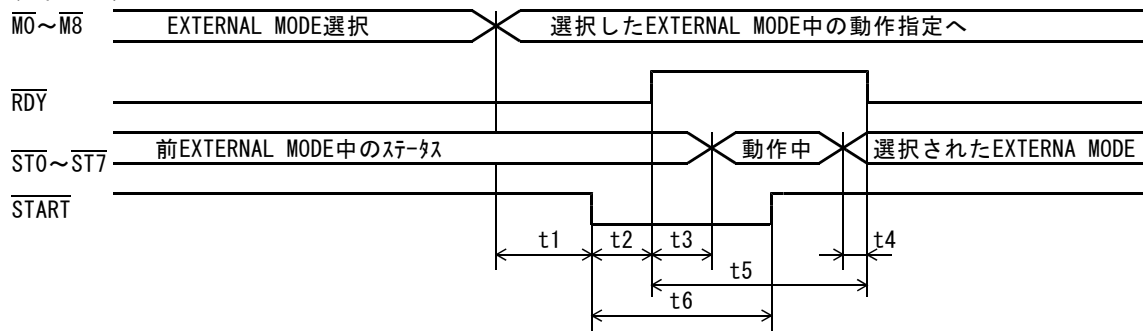 M0～M8 EXTERNAL MODE選択 選択したEXTERNAL MODE中の動作指定へ
RDY
ST0～ST7 前EXTERNAL MODE中のｽﾃｰﾀｽ 動作中 選択されたEXTERNA MODE
START
t1 t2 t3 t4
t5
t6